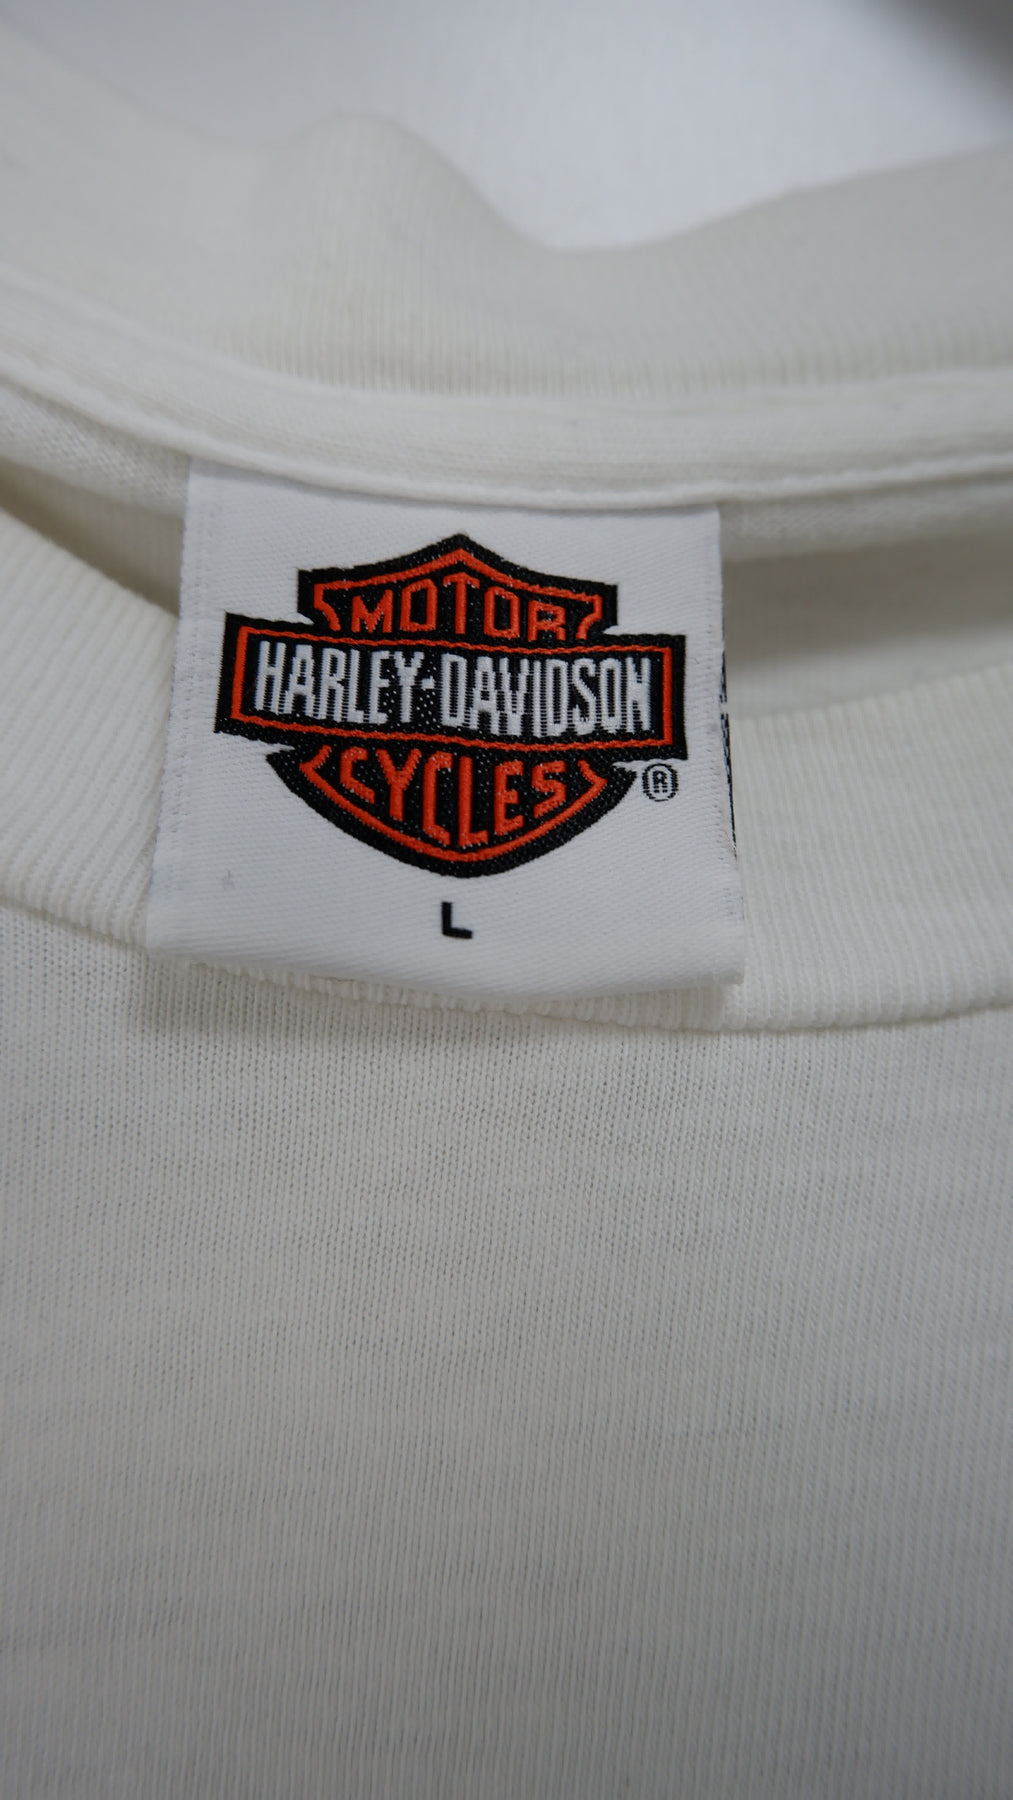 MOTOR
HARLEY-DAVIDSON
CYCLES
®
L